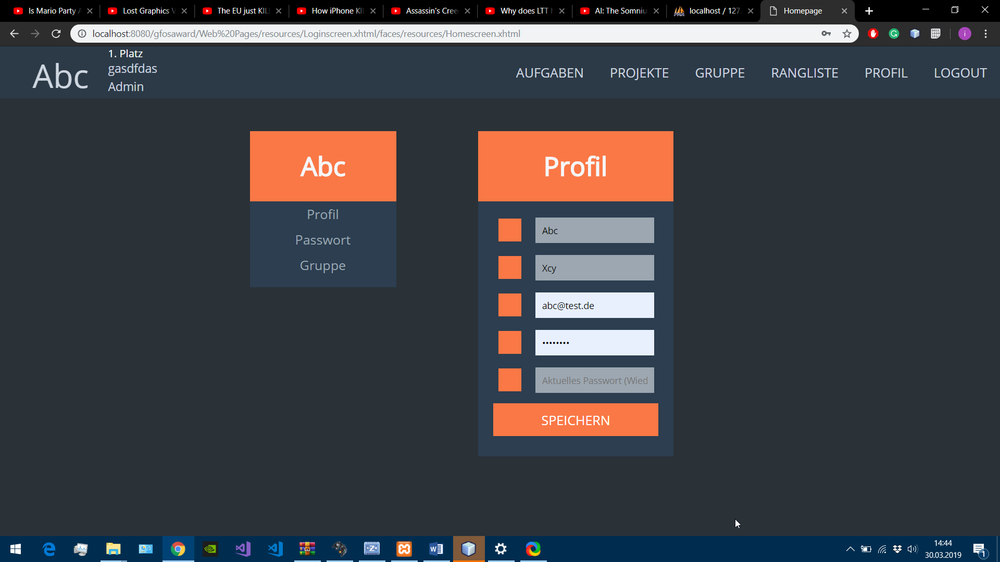 Is Mario Party
Lost Graphics
The EU just KIL
How iPhone KI
Assassin's Cree
Why does LTT
AI: The Somniu
localhost / 127.
Homepage
localhost:8080/gfosaward/Web%20Pages/resources/Loginscreen.xhtml/faces/resources/Homescreen.xhtml
Abc
1. Platz
gasdfdas
Admin
AUFGABEN
PROJEKTE
GRUPPE
RANGLISTE
PROFIL
LOGOUT
Abc
Profil
Passwort
Gruppe
Profil
Abc
Xcy
abc@test.de
••••••••
Aktuelles Passwort (Wied
SPEICHERN
14:44
30.03.2019
1